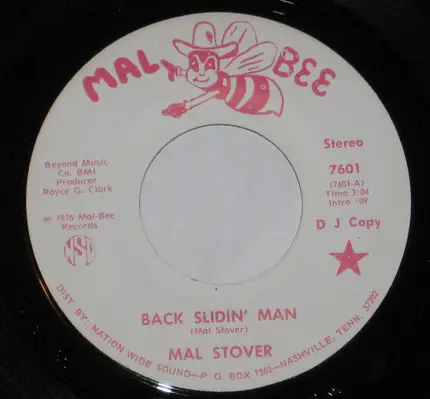 MAL BEE
Stereo
Beyond Music,
Co. BMI
Producer
Royce G. Clark
7601
(7601-A)
Time 3:04
Intro :09
℗ 1976 Mal-Bee
Records
D J Copy
NSD
BACK SLIDIN' MAN
(Mal Stover)
MAL STOVER
DIST. BY: NATION WIDE SOUND—P. O. BOX 1262—NASHVILLE, TENN. 37202